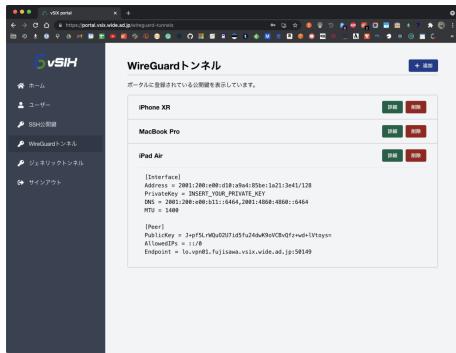 vSIX portal
https://portal.vsix.wide.ad.jp/wireguard-tunnels
vSIX
ホーム
ユーザー
SSH公開鍵
WireGuardトンネル
ジェネリックトンネル
サインアウト
WireGuardトンネル
+ 追加
ポータルに登録されている公開鍵を表示しています。
iPhone XR
詳細
削除
MacBook Pro
詳細
削除
iPad Air
詳細
削除
[Interface]
Address = 2001:200:e00:d10:a9a4:85be:1a21:3e41/128
PrivateKey = INSERT_YOUR_PRIVATE_KEY
DNS = 2001:200:e00:b11::6464,2001:4860:4860::6464
MTU = 1400
[Peer]
PublicKey = J+pf5LrWQuO2U7id5fu24dwK9oVCBvQfz+wd+lVtoys=
AllowedIPs = ::/0
Endpoint = lo.vpn01.fujisawa.vsix.wide.ad.jp:50149